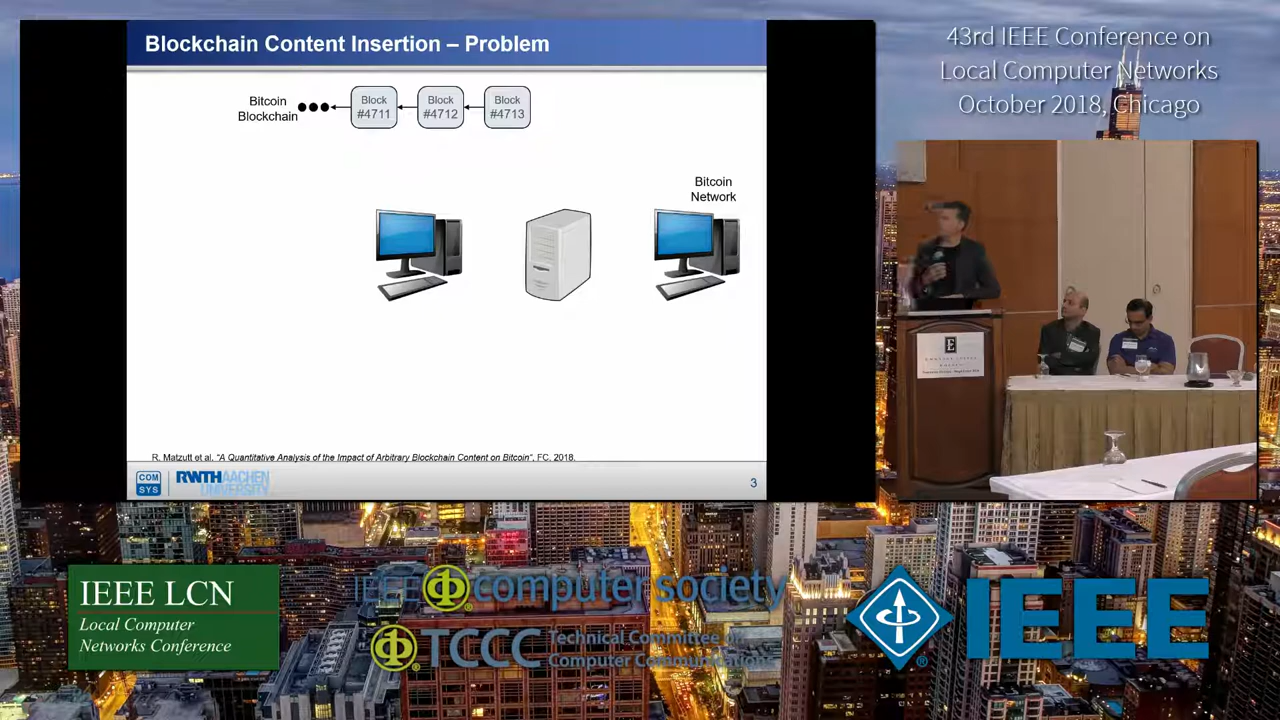 Blockchain Content Insertion – Problem
Bitcoin
Blockchain
Block
#4711
Block
#4712
Block
#4713
Bitcoin
Network
R. Matzutt et al. "A Quantitative Analysis of the Impact of Arbitrary Blockchain Content on Bitcoin", FC, 2018.
COM
SYS
RWTHAACHEN
UNIVERSITY
3
43rd IEEE Conference on
Local Computer Networks
October 2018, Chicago
E
IEEE LCN
Local Computer
Networks Conference
IEEE computer society
TCCC Technical Committee on
Computer Communications
IEEE